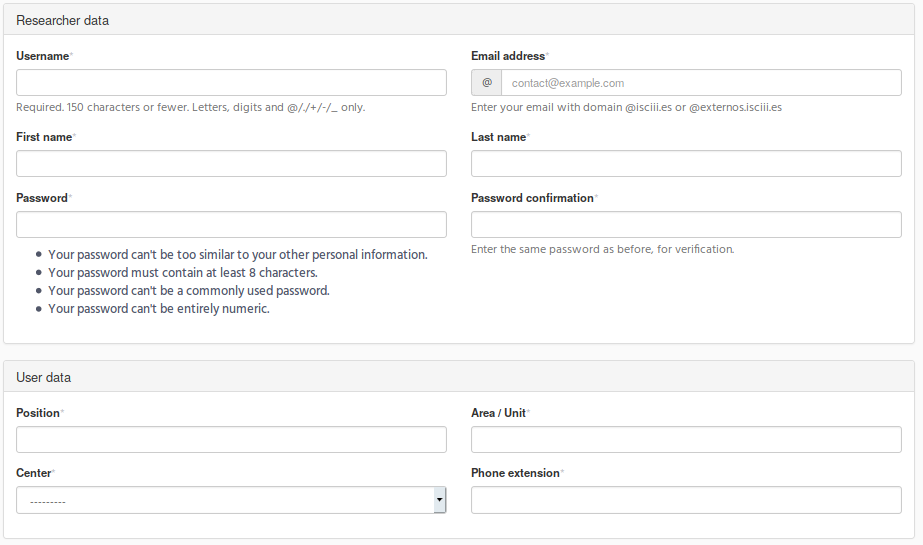 Researcher data
Username*
Email address*
@ contact@example.com
Required. 150 characters or fewer. Letters, digits and @/./+/-/_ only.
Enter your email with domain @isciii.es or @externos.isciii.es
First name*
Last name*
Password*
Password confirmation*
• Your password can't be too similar to your other personal information.
• Your password must contain at least 8 characters.
• Your password can't be a commonly used password.
• Your password can't be entirely numeric.
Enter the same password as before, for verification.
User data
Position*
Area / Unit*
Center*
Phone extension*
---------